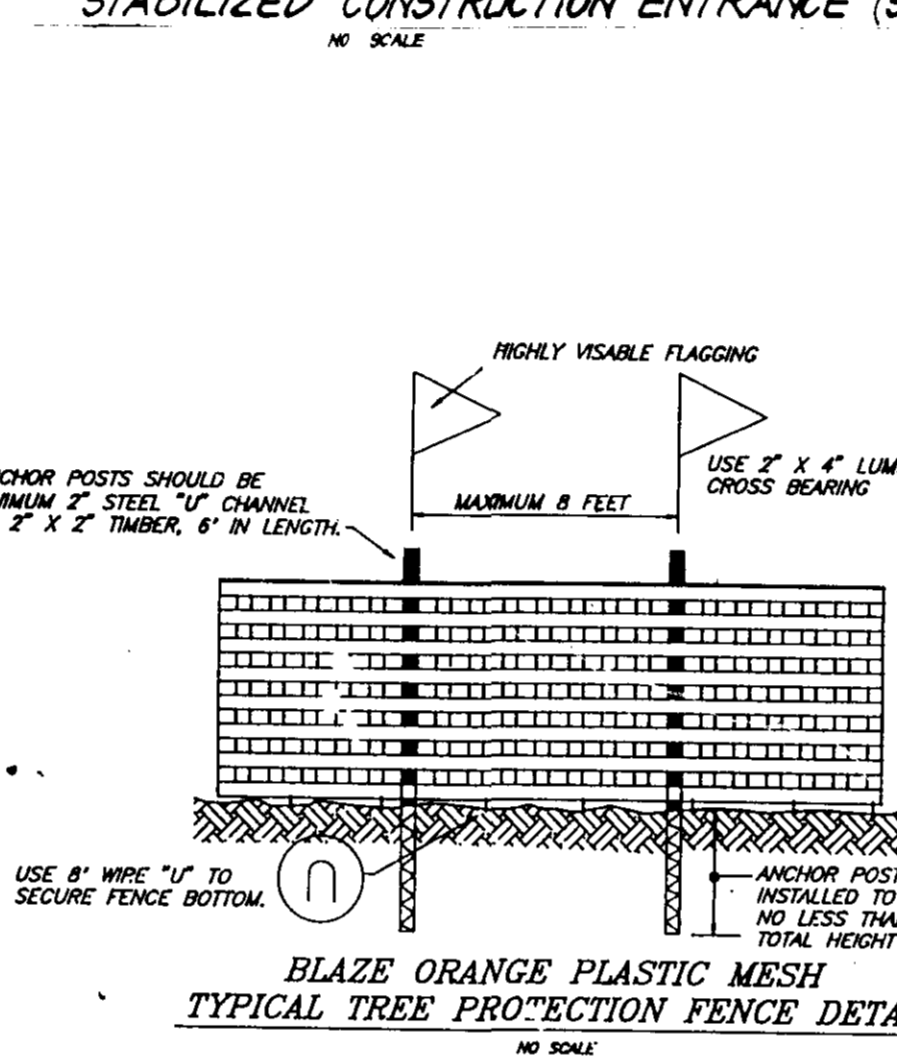 STABILIZED CONSTRUCTION ENTRANCE (S
NO SCALE
HIGHLY VISABLE FLAGGING
CHOR POSTS SHOULD BE
IMUM 2" STEEL "U" CHANNEL
2" X 2" TIMBER, 6' IN LENGTH.
MAXIMUM 8 FEET
USE 2" X 4" LUM
CROSS BEARING
USE 8' WIRE "U" TO
SECURE FENCE BOTTOM.
ANCHOR POST
INSTALLED TO
NO LESS THA
TOTAL HEIGHT
BLAZE ORANGE PLASTIC MESH
TYPICAL TREE PROTECTION FENCE DETA
NO SCALE